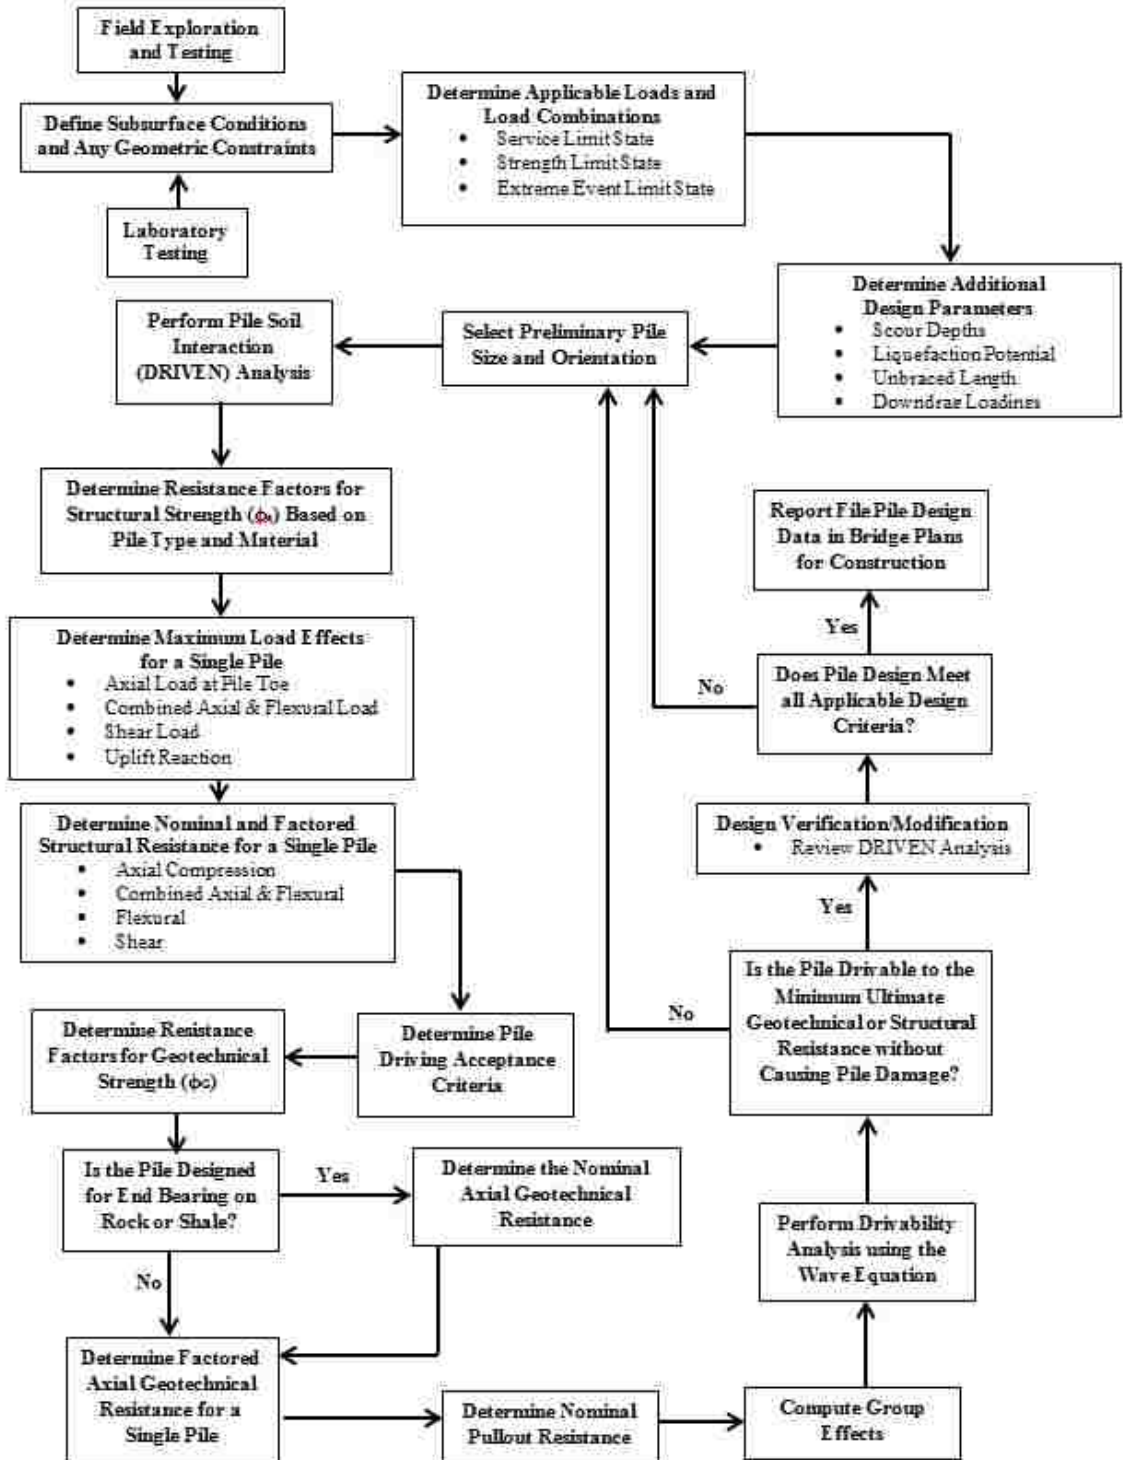 Field Exploration
and Testing
Define Subsurface Conditions
and Any Geometric Constraints
Laboratory
Testing
Determine Applicable Loads and
Load Combinations
• Service Limit State
• Strength Limit State
• Extreme Event Limit State
Determine Additional
Design Parameters
• Scour Depths
• Liquefaction Potential
• Unbraced Length
• Downdrag Loadings
Select Preliminary Pile
Size and Orientation
Perform Pile Soil
Interaction
(DRIVEN) Analysis
Determine Resistance Factors for
Structural Strength (ϕₛ) Based on
Pile Type and Material
Determine Maximum Load Effects
for a Single Pile
• Axial Load at Pile Toe
• Combined Axial & Flexural Load
• Shear Load
• Uplift Reaction
Determine Nominal and Factored
Structural Resistance for a Single Pile
• Axial Compression
• Combined Axial & Flexural
• Flexural
• Shear
Determine Pile
Driving Acceptance
Criteria
Determine Resistance
Factors for Geotechnical
Strength (ϕG)
Is the Pile Designed
for End Bearing on
Rock or Shale?
Yes
Determine the Nominal
Axial Geotechnical
Resistance
No
Determine Factored
Axial Geotechnical
Resistance for a
Single Pile
Determine Nominal
Pullout Resistance
Compute Group
Effects
Perform Drivability
Analysis using the
Wave Equation
Is the Pile Drivable to the
Minimum Ultimate
Geotechnical or Structural
Resistance without
Causing Pile Damage?
No
Yes
Design Verification/Modification
• Review DRIVEN Analysis
Does Pile Design Meet
all Applicable Design
Criteria?
No
Yes
Report File Pile Design
Data in Bridge Plans
for Construction